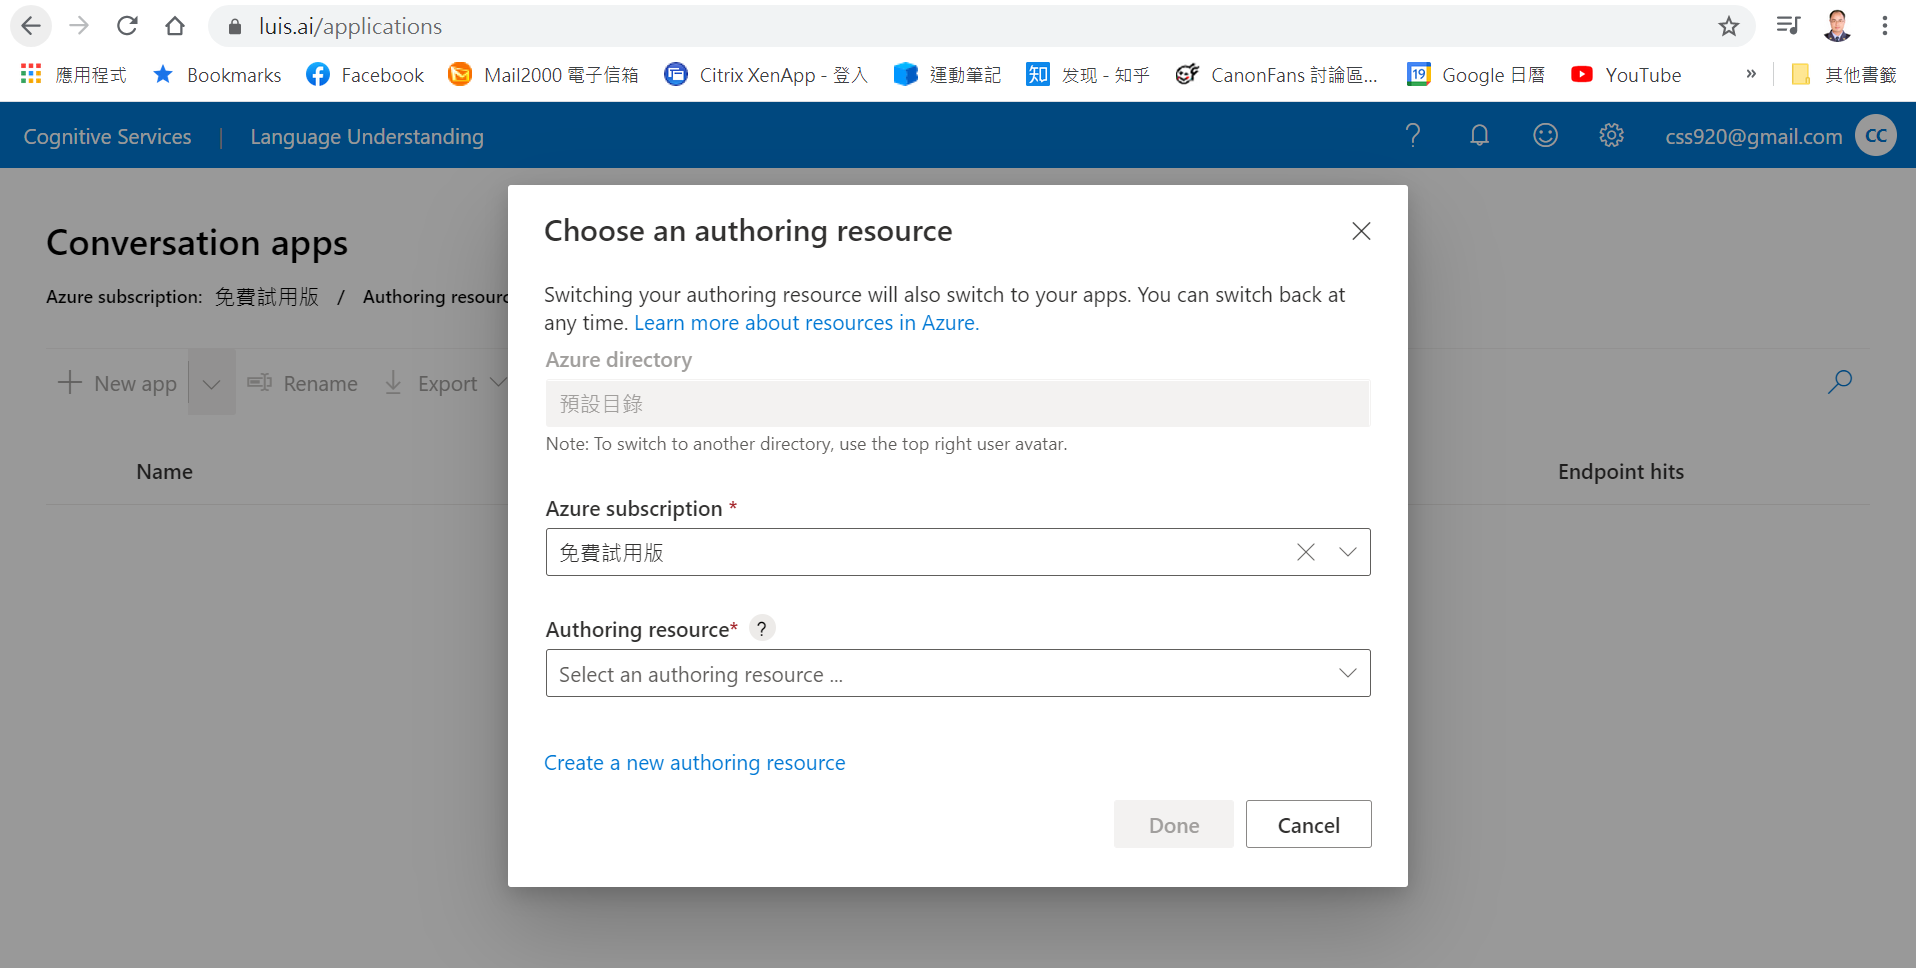 luis.ai/applications
應用程式 Bookmarks Facebook Mail2000 電子信箱 Citrix XenApp - 登入 運動筆記 知 发现 - 知乎 CanonFans 討論區... 19 Google 日曆 YouTube » 其他書籤
Cognitive Services | Language Understanding ? css920@gmail.com CC
Conversation apps
Azure subscription: 免費試用版 / Authoring resourc
New app Rename Export
Name Endpoint hits
Choose an authoring resource
Switching your authoring resource will also switch to your apps. You can switch back at
any time. Learn more about resources in Azure.
Azure directory
預設目錄
Note: To switch to another directory, use the top right user avatar.
Azure subscription *
免費試用版
Authoring resource* ?
Select an authoring resource ...
Create a new authoring resource
Done Cancel